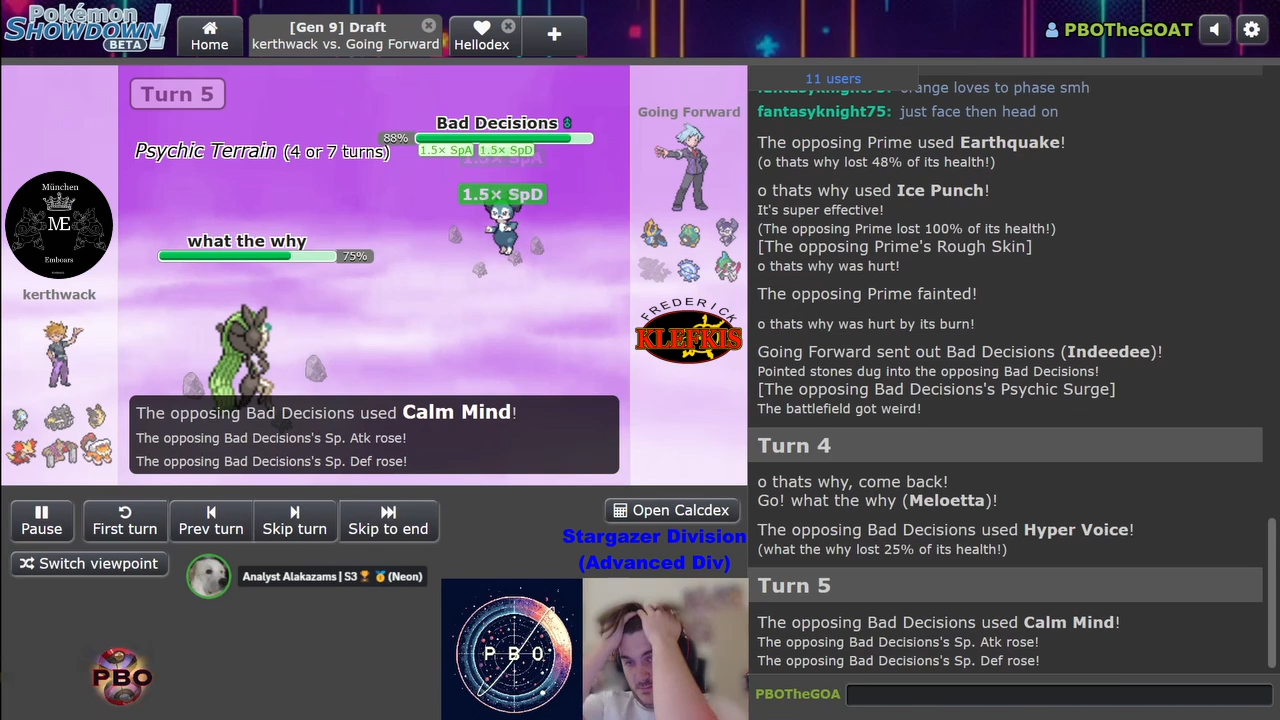 Pokémon
SHOWDOWN!
BETA
Home
[Gen 9] Draft
kerthwack vs. Going Forward
Hellodex
PBOTheGOAT
Turn 5
Bad Decisions
88%
1.5× SpA 1.5× SpD
Psychic Terrain (4 or 7 turns)
1.5× SpA
1.5× SpD
what the why
75%
München
ME
Emboars
kerthwack
Going Forward
FREDERICK
KLEFKIS
The opposing Bad Decisions used Calm Mind!
The opposing Bad Decisions's Sp. Atk rose!
The opposing Bad Decisions's Sp. Def rose!
Pause
First turn
Prev turn
Skip turn
Skip to end
Open Calcdex
Switch viewpoint
Stargazer Division
(Advanced Div)
Analyst Alakazams | S3 (Neon)
PBO
P B O
11 users
fantasyknight75: orange loves to phase smh
fantasyknight75: just face then head on
The opposing Prime used Earthquake!
(o thats why lost 48% of its health!)
o thats why used Ice Punch!
It's super effective!
(The opposing Prime lost 100% of its health!)
[The opposing Prime's Rough Skin]
o thats why was hurt!
The opposing Prime fainted!
o thats why was hurt by its burn!
Going Forward sent out Bad Decisions (Indeedee)!
Pointed stones dug into the opposing Bad Decisions!
[The opposing Bad Decisions's Psychic Surge]
The battlefield got weird!
Turn 4
o thats why, come back!
Go! what the why (Meloetta)!
The opposing Bad Decisions used Hyper Voice!
(what the why lost 25% of its health!)
Turn 5
The opposing Bad Decisions used Calm Mind!
The opposing Bad Decisions's Sp. Atk rose!
The opposing Bad Decisions's Sp. Def rose!
PBOTheGOA